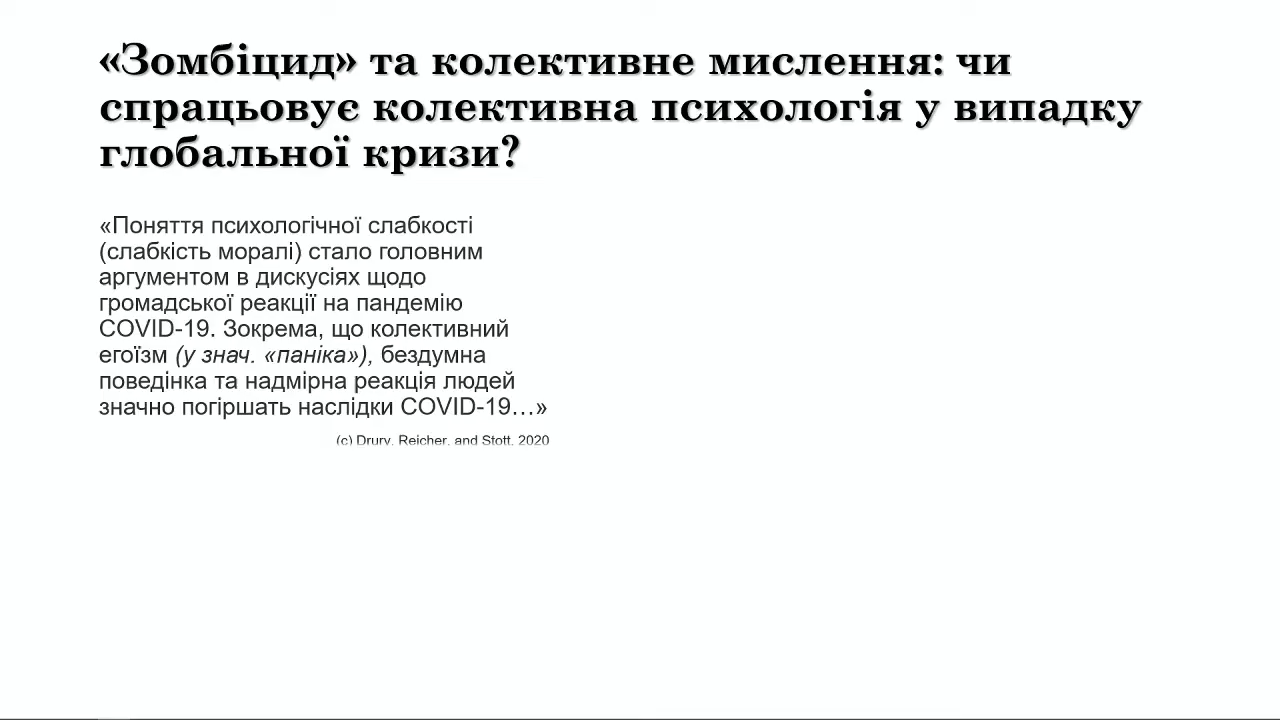 «Зомбіцид» та колективне мислення: чи
спрацьовує колективна психологія у випадку
глобальної кризи?
«Поняття психологічної слабкості
(слабкість моралі) стало головним
аргументом в дискусіях щодо
громадської реакції на пандемію
COVID-19. Зокрема, що колективний
егоїзм (у знач. «паніка»), бездумна
поведінка та надмірна реакція людей
значно погіршать наслідки COVID-19…»
(c) Drury, Reicher, and Stott, 2020